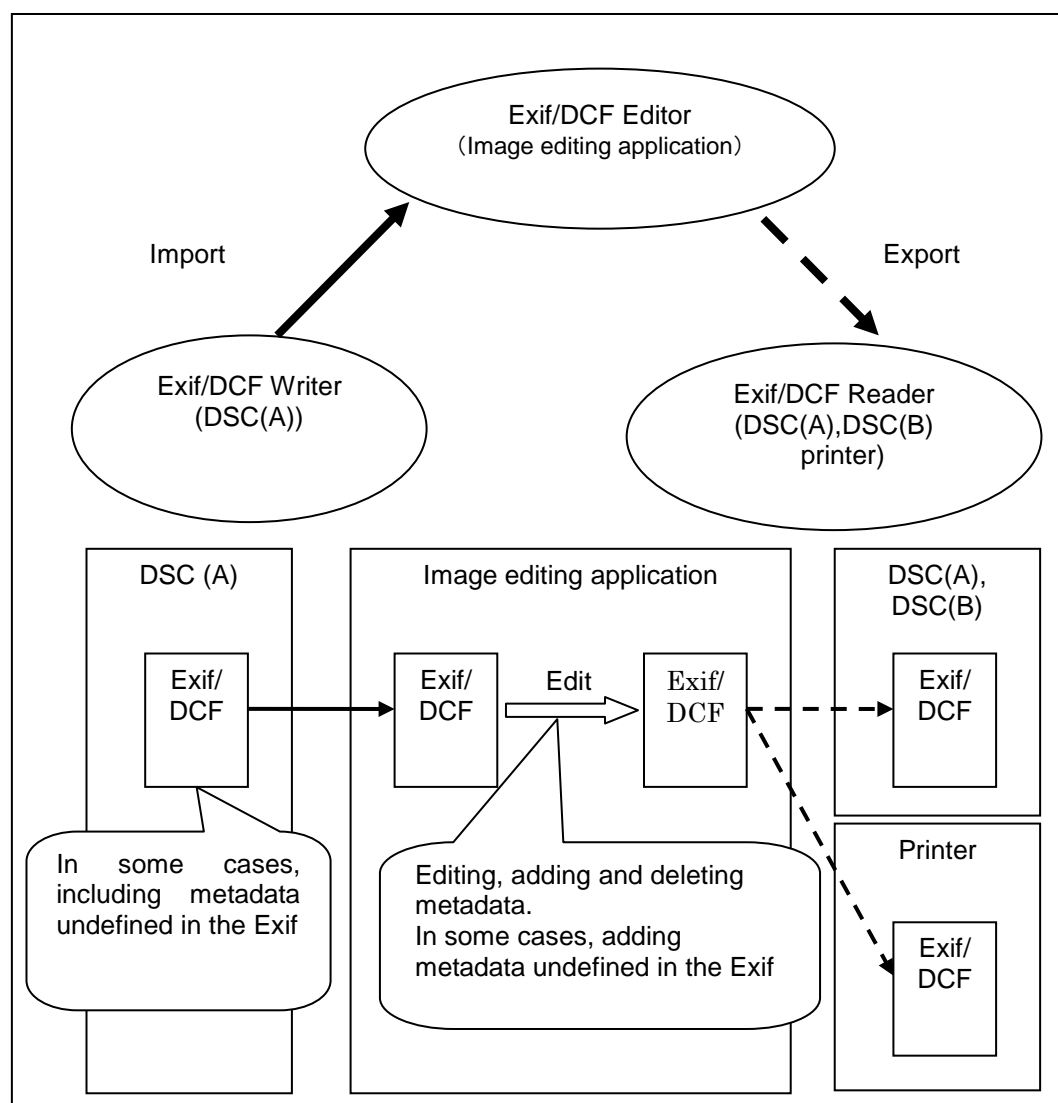 Exif/DCF Editor
（Image editing application）
Import
Export
Exif/DCF Writer
(DSC(A))
Exif/DCF Reader
(DSC(A),DSC(B)
printer)
DSC (A)
Image editing application
DSC(A),
DSC(B)
Exif/
DCF
Exif/
DCF
Edit
Exif/
DCF
Exif/
DCF
In some cases,
including metadata
undefined in the Exif
Editing, adding and deleting
metadata.
In some cases, adding
metadata undefined in the Exif
Printer
Exif/
DCF